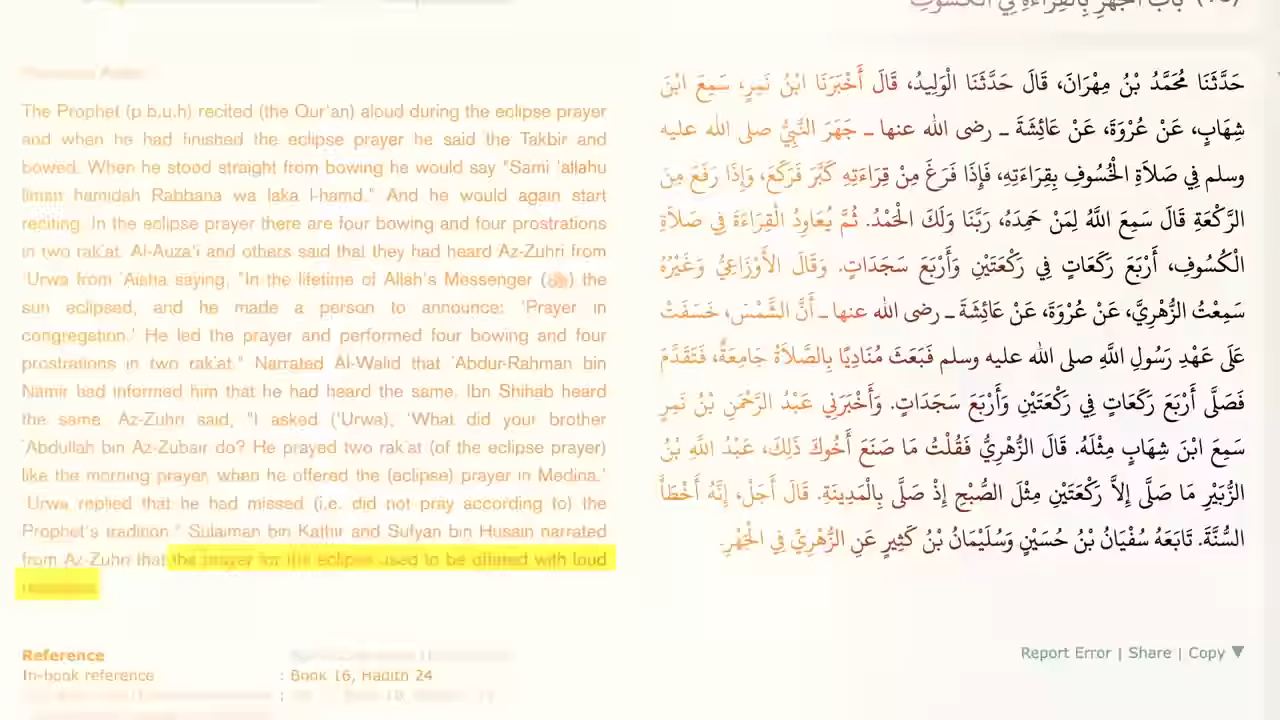 باب الجهر بالقراءة في الكسوف
The Prophet (p.b.u.h) recited (the Qur'an) aloud during the eclipse prayer
and when he had finished the eclipse prayer he said the Takbir and
bowed. When he stood straight from bowing he would say "Sami 'allahu
liman hamidah Rabbana wa laka l-hamd." And he would again start
reciting. In the eclipse prayer there are four bowing and four prostrations
in two rak`at. Al-Auza'i and others said that they had heard Az-Zuhri from
`Urwa from `Aisha saying, "In the lifetime of Allah's Messenger (ﷺ) the
sun eclipsed, and he made a person to announce: 'Prayer in
congregation.' He led the prayer and performed four bowing and four
prostrations in two rak`at." Narrated Al-Walid that `Abdur-Rahman bin
Namir had informed him that he had heard the same. Ibn Shihab heard
the same. Az-Zuhri said, "I asked ('Urwa), 'What did your brother
`Abdullah bin Az-Zubair do? He prayed two rak`at (of the eclipse prayer)
like the morning prayer, when he offered the (eclipse) prayer in Medina.'
`Urwa replied that he had missed (i.e. did not pray according to) the
Prophet's tradition." Sulaiman bin Kathir and Sufyan bin Husain narrated
from Az-Zuhri that the prayer for the eclipse used to be offered with loud
حَدَّثَنَا مُحَمَّدُ بْنُ مِهْرَانَ، قَالَ حَدَّثَنَا الْوَلِيدُ، قَالَ أَخْبَرَنَا ابْنُ نَمِرٍ، سَمِعَ ابْنَ
شِهَابٍ، عَنْ عُرْوَةَ، عَنْ عَائِشَةَ ـ رضى الله عنها ـ جَهَرَ النَّبِيُّ صلى الله عليه
وسلم فِي صَلاَةِ الْخُسُوفِ بِقِرَاءَتِهِ، فَإِذَا فَرَغَ مِنْ قِرَاءَتِهِ كَبَّرَ فَرَكَعَ، وَإِذَا رَفَعَ مِنَ
الرَّكْعَةِ قَالَ سَمِعَ اللَّهُ لِمَنْ حَمِدَهُ، رَبَّنَا وَلَكَ الْحَمْدُ. ثُمَّ يُعَاوِدُ الْقِرَاءَةَ فِي صَلاَةِ
الْكُسُوفِ، أَرْبَعَ رَكَعَاتٍ فِي رَكْعَتَيْنِ وَأَرْبَعَ سَجَدَاتٍ. وَقَالَ الأَوْزَاعِيُّ وَغَيْرُهُ
سَمِعْتُ الزُّهْرِيَّ، عَنْ عُرْوَةَ، عَنْ عَائِشَةَ ـ رضى الله عنها ـ أَنَّ الشَّمْسَ، خَسَفَتْ
عَلَى عَهْدِ رَسُولِ اللَّهِ صلى الله عليه وسلم فَبَعَثَ مُنَادِيًا بِالصَّلاَةُ جَامِعَةٌ، فَتَقَدَّمَ
فَصَلَّى أَرْبَعَ رَكَعَاتٍ فِي رَكْعَتَيْنِ وَأَرْبَعَ سَجَدَاتٍ. وَأَخْبَرَنِي عَبْدُ الرَّحْمَنِ بْنُ نَمِرٍ
سَمِعَ ابْنَ شِهَابٍ مِثْلَهُ. قَالَ الزُّهْرِيُّ فَقُلْتُ مَا صَنَعَ أَخُوكَ ذَلِكَ، عَبْدُ اللَّهِ بْنُ
الزُّبَيْرِ مَا صَلَّى إِلاَّ رَكْعَتَيْنِ مِثْلَ الصُّبْحِ إِذْ صَلَّى بِالْمَدِينَةِ. قَالَ أَجَلْ، إِنَّهُ أَخْطَأَ
السُّنَّةَ. تَابَعَهُ سُفْيَانُ بْنُ حُسَيْنٍ وَسُلَيْمَانُ بْنُ كَثِيرٍ عَنِ الزُّهْرِيِّ فِي الْجَهْرِ.
Reference
In-book reference : Book 16, Hadith 24
Report Error | Share | Copy ▼